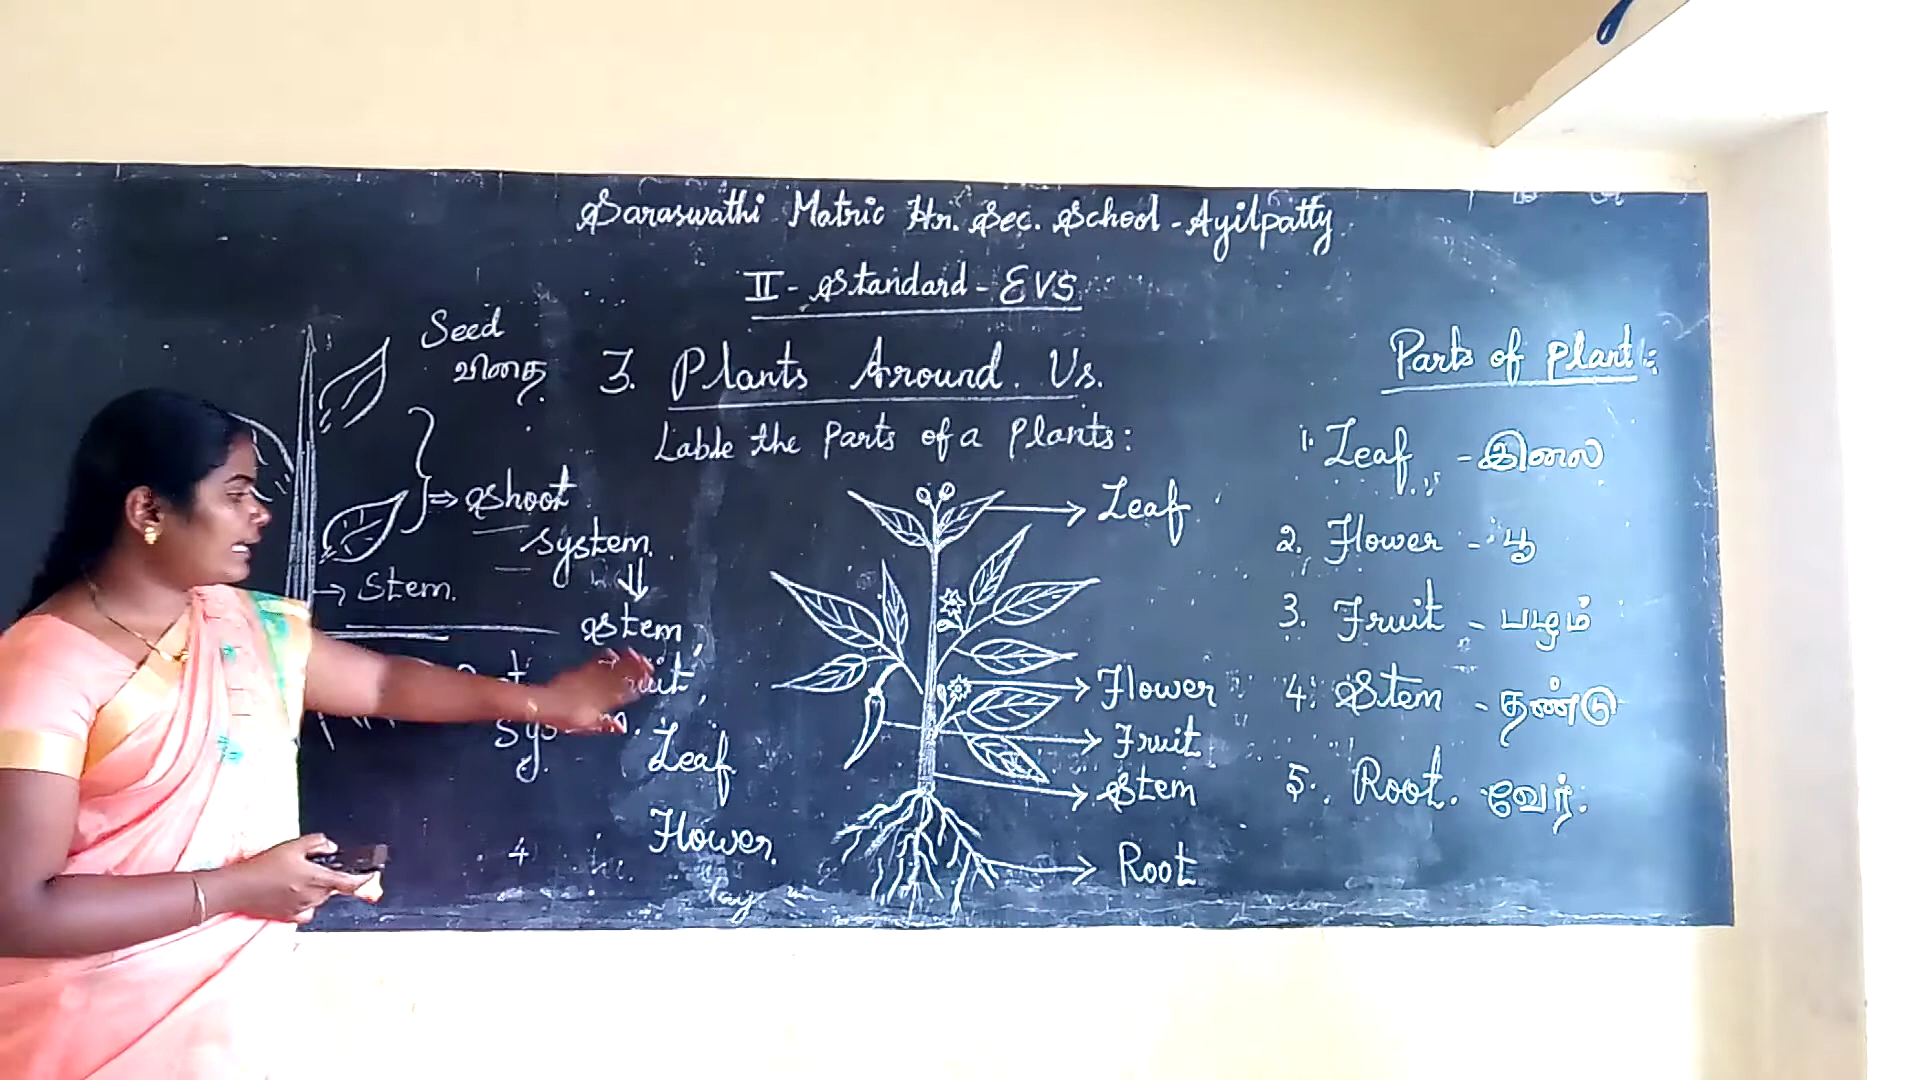 Saraswathi Matric Hr. Sec. School - Ayilpatty
II - Standard - EVS
3. Plants Around. Us.
Lable the Parts of a Plants:
Seed
விதை
⇒ Shoot
System.
Stem.
Stem
Leaf
Flower.
4
Leaf
Flower
Fruit
Stem
Root
Parts of plant:
1. Leaf - இலை
2. Flower - பூ
3. Fruit - பழம்
4. Stem - தண்டு
5. Root. வேர்.